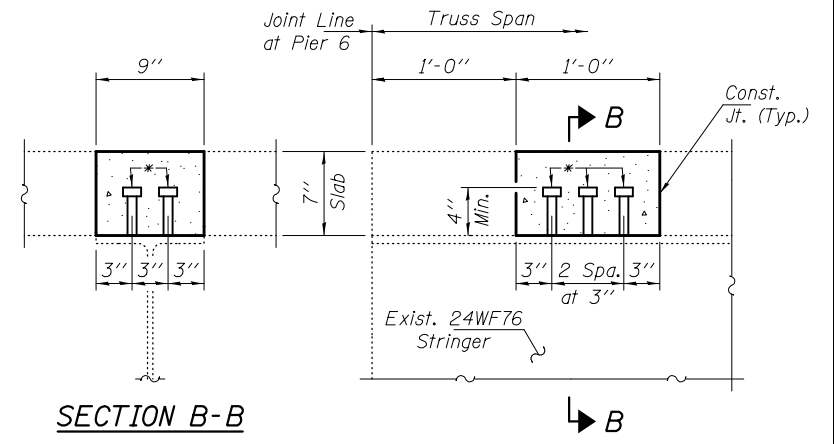 Joint Line
at Pier 6
Truss Span
9"
1'-0"
1'-0"
Const.
Jt. (Typ.)
B
*
*
7"
Slab
4"
Min.
3"
3"
3"
3"
2 Spa.
at 3"
3"
Exist. 24WF76
Stringer
SECTION B-B
B